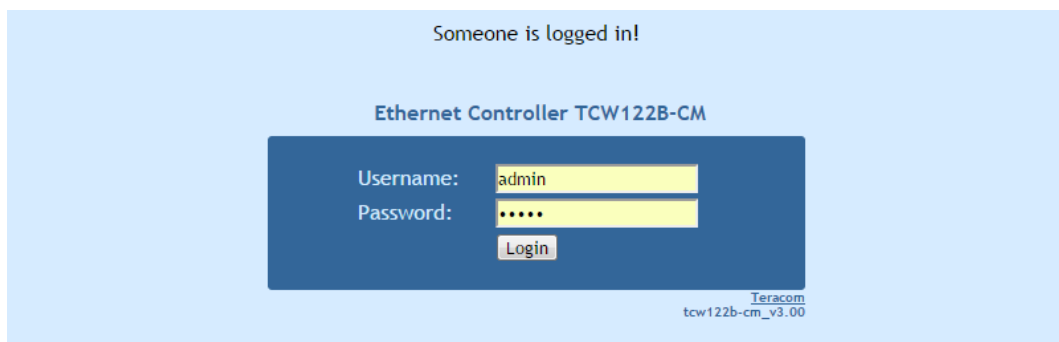 Someone is logged in!
Ethernet Controller TCW122B-CM
Username: admin
Password: •••••
Login
Teracom
tcw122b-cm_v3.00